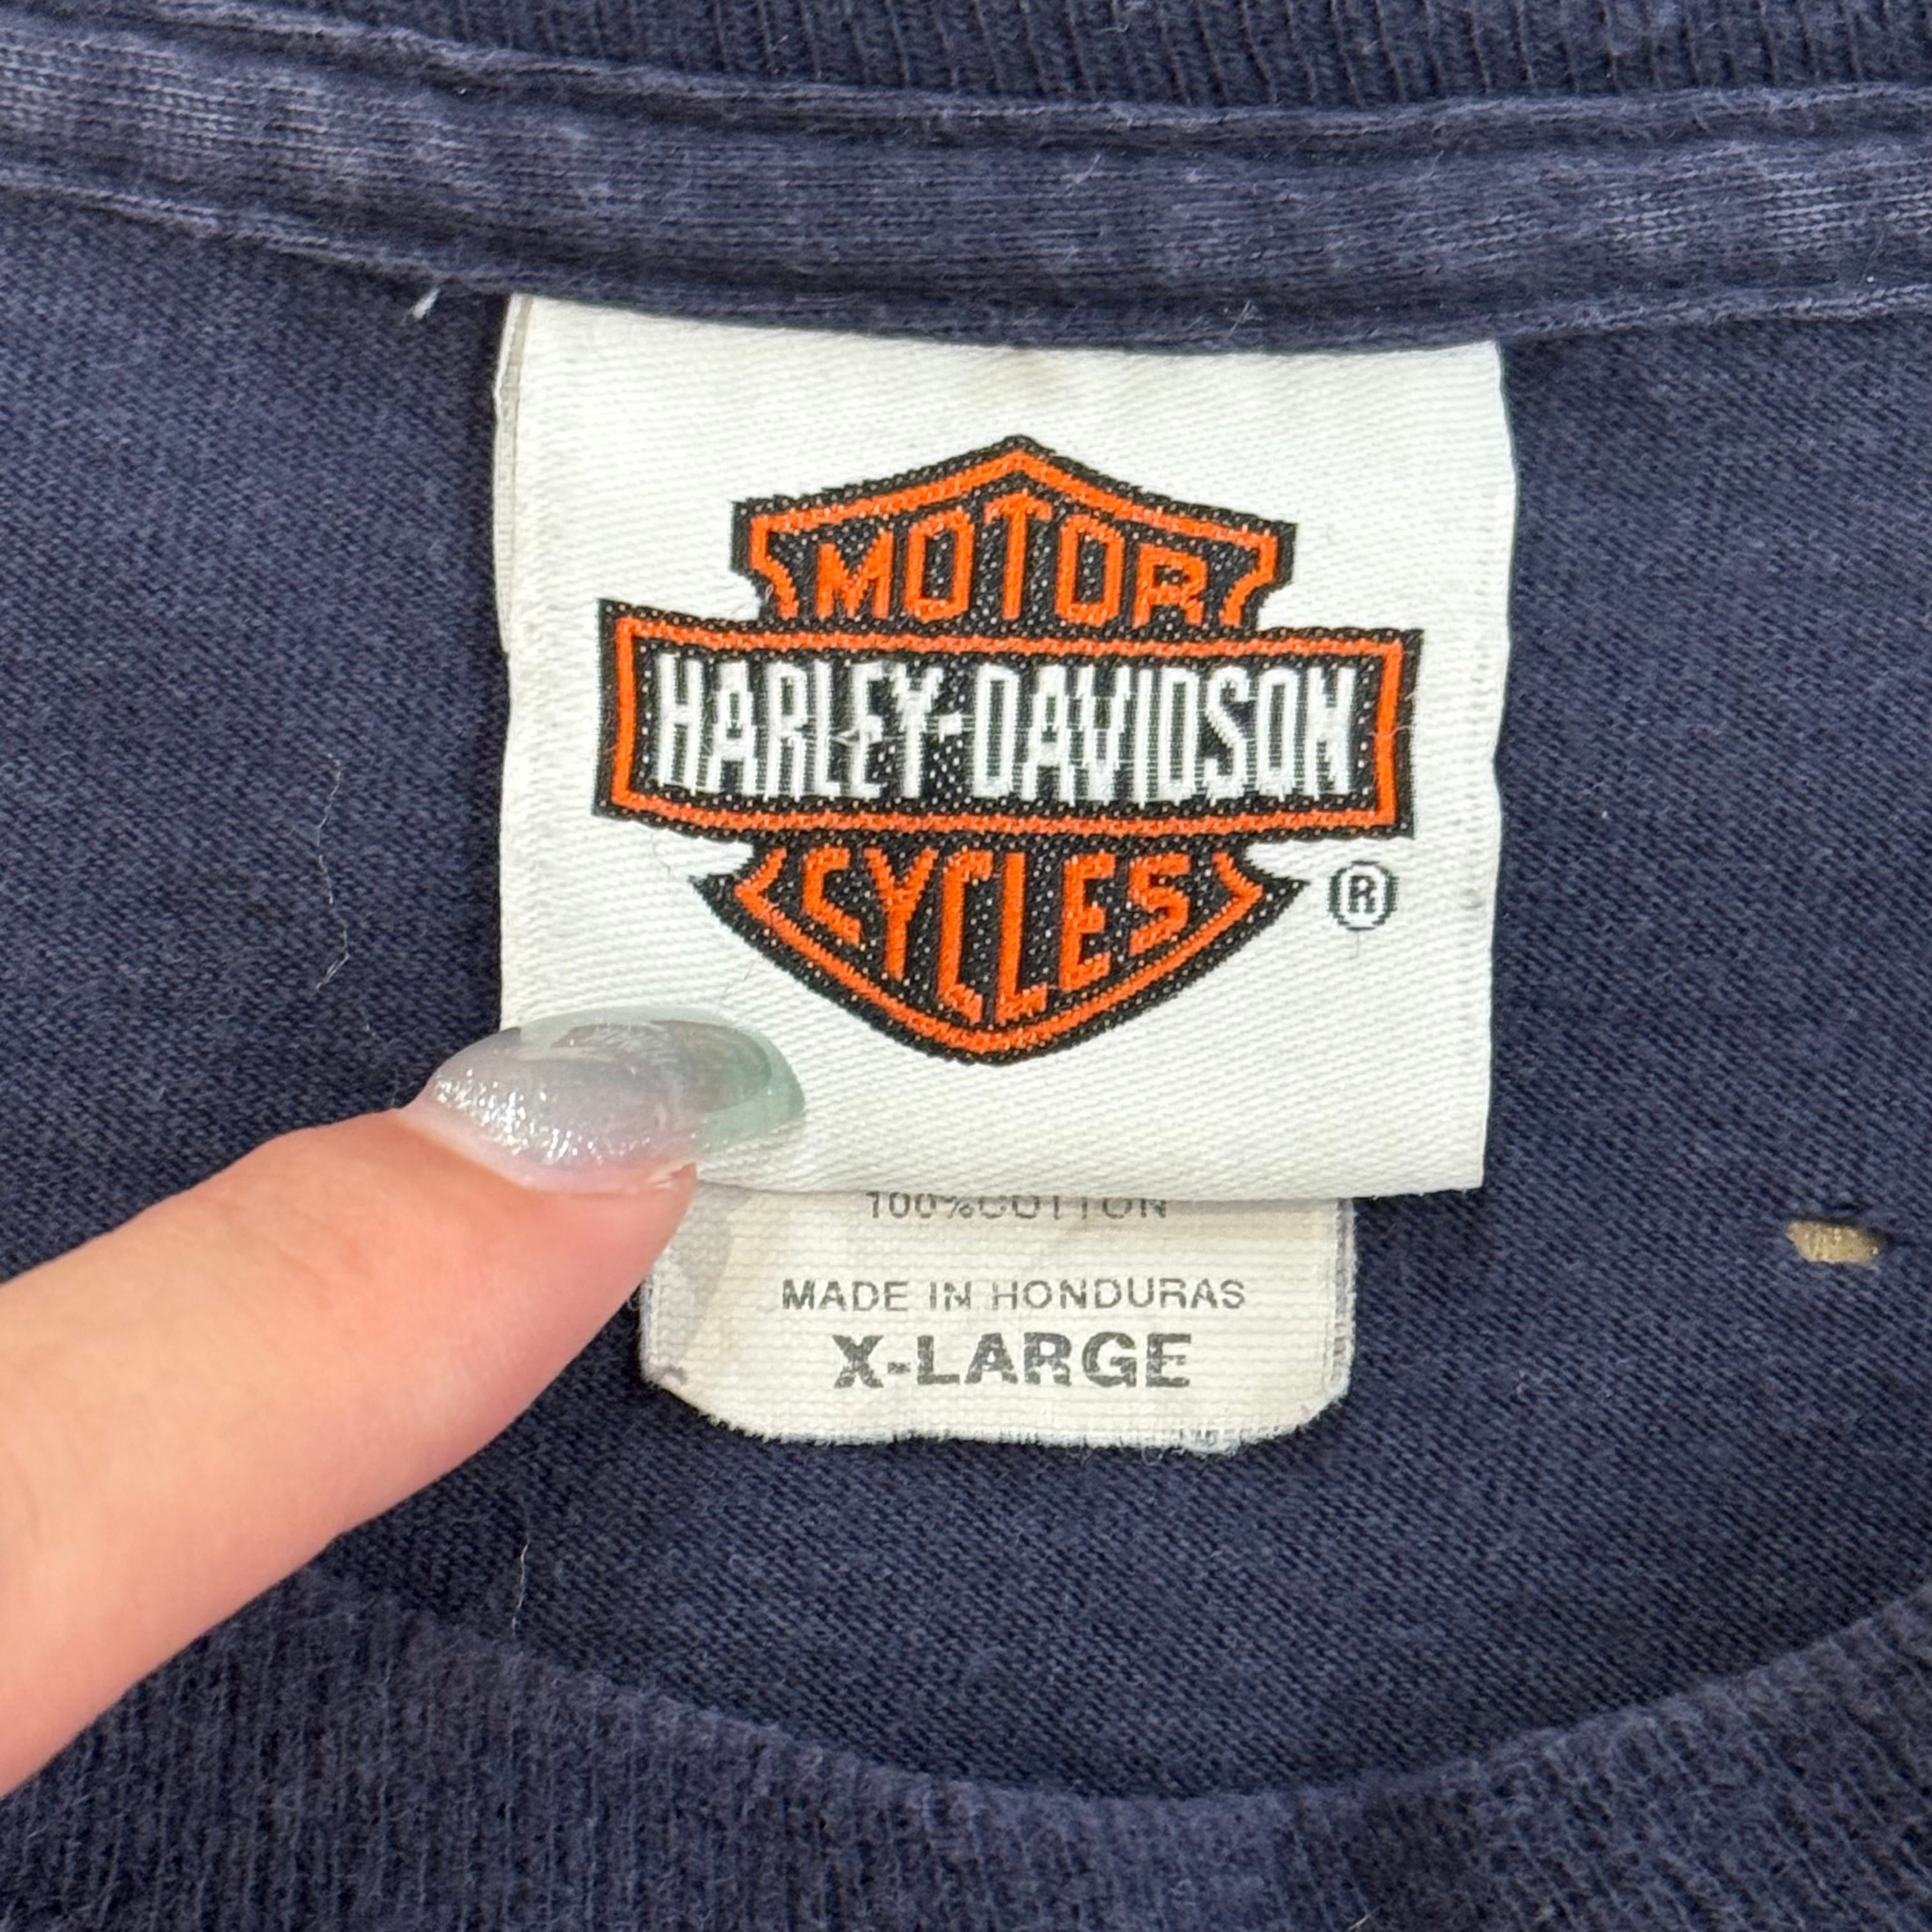 MOTOR
HARLEY-DAVIDSON
CYCLES
®
100% COTTON
MADE IN HONDURAS
X-LARGE